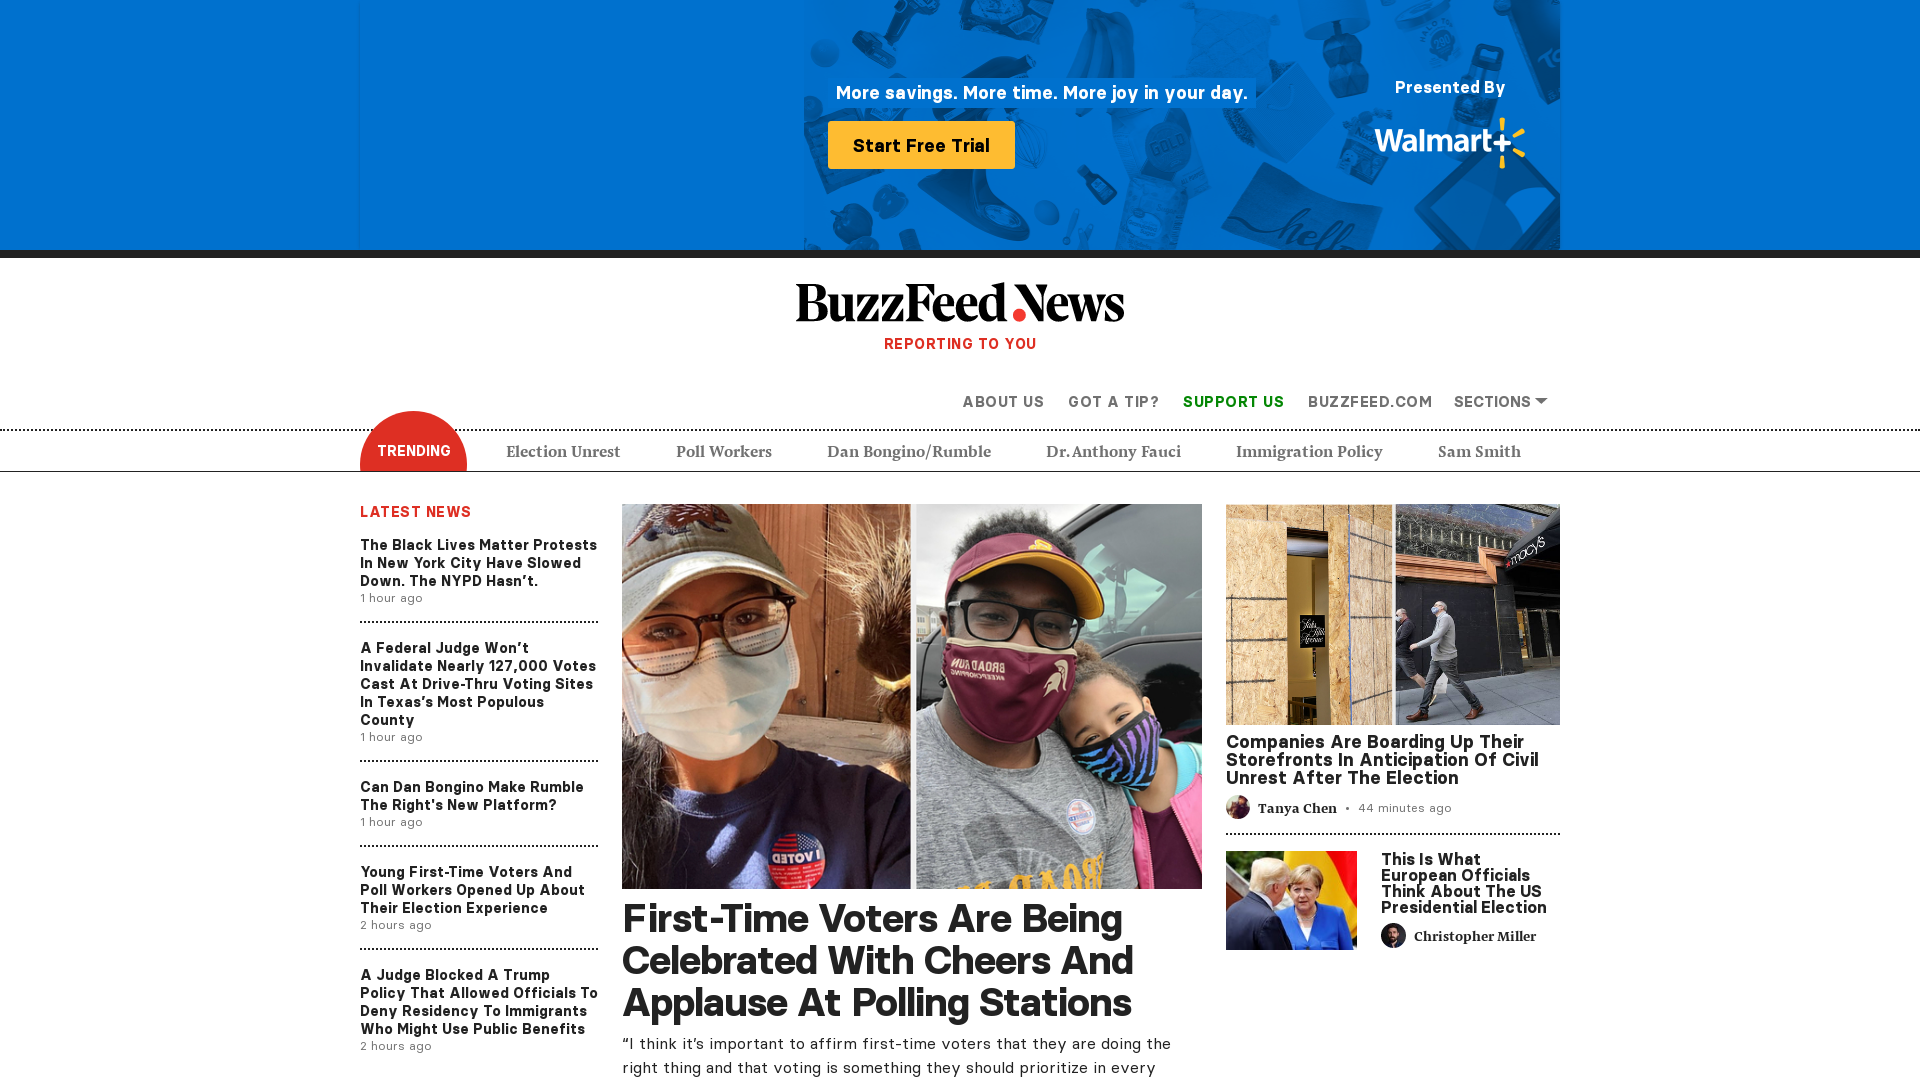 More savings. More time. More joy in your day.
Start Free Trial
Presented By
Walmart+
BuzzFeed News
REPORTING TO YOU
ABOUT US
GOT A TIP?
SUPPORT US
BUZZFEED.COM
SECTIONS
TRENDING
Election Unrest
Poll Workers
Dan Bongino/Rumble
Dr. Anthony Fauci
Immigration Policy
Sam Smith
LATEST NEWS
The Black Lives Matter Protests
In New York City Have Slowed
Down. The NYPD Hasn’t.
1 hour ago
A Federal Judge Won’t
Invalidate Nearly 127,000 Votes
Cast At Drive-Thru Voting Sites
In Texas’s Most Populous
County
1 hour ago
Can Dan Bongino Make Rumble
The Right's New Platform?
1 hour ago
Young First-Time Voters And
Poll Workers Opened Up About
Their Election Experience
2 hours ago
A Judge Blocked A Trump
Policy That Allowed Officials To
Deny Residency To Immigrants
Who Might Use Public Benefits
2 hours ago
I VOTED
BROAD RUN
#KEEPCHOPPING
First-Time Voters Are Being
Celebrated With Cheers And
Applause At Polling Stations
“I think it’s important to affirm first-time voters that they are doing the
right thing and that voting is something they should prioritize in every
Saks
Fifth
Avenue
macy's
Companies Are Boarding Up Their
Storefronts In Anticipation Of Civil
Unrest After The Election
Tanya Chen • 44 minutes ago
This Is What
European Officials
Think About The US
Presidential Election
Christopher Miller